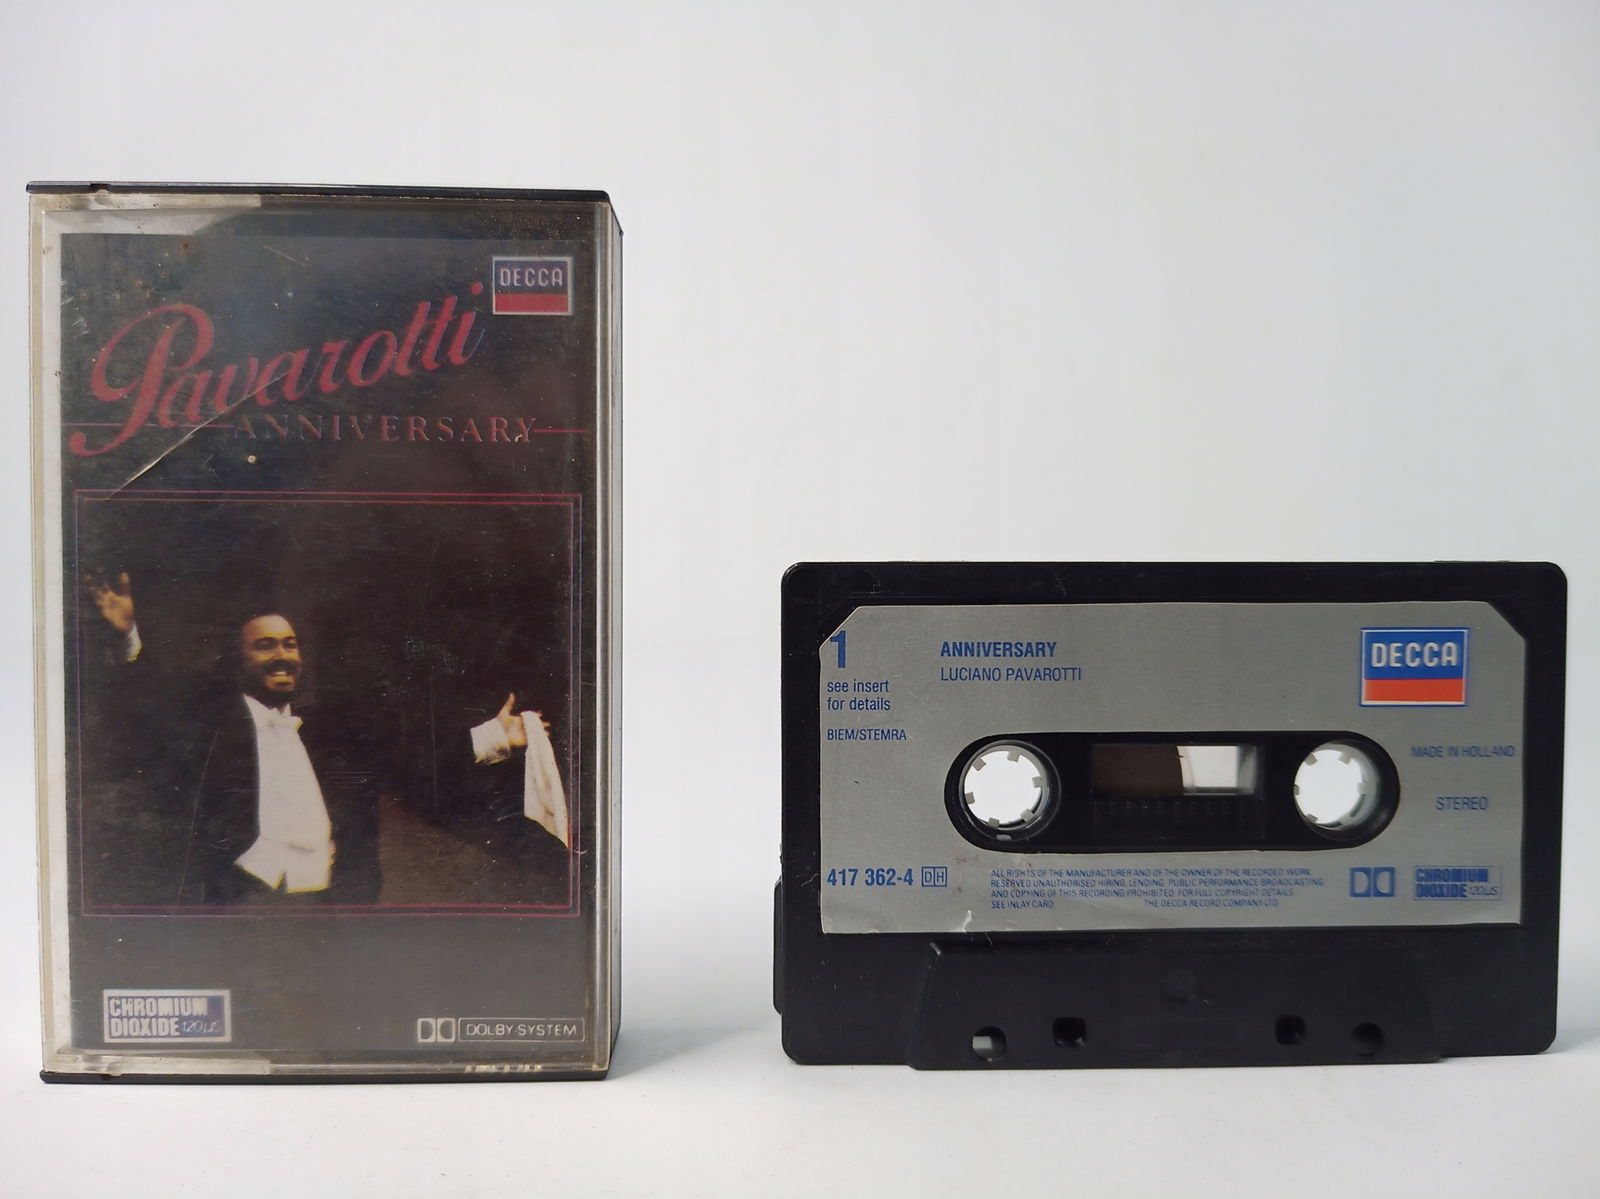 DECCA
Pavarotti
ANNIVERSARY
CHROMIUM
DIOXIDE 120µs
DOLBY SYSTEM
1
see insert
for details
BIEM/STEMRA
ANNIVERSARY
LUCIANO PAVAROTTI
DECCA
MADE IN HOLLAND
STEREO
417 362-4 DH
ALL RIGHTS OF THE MANUFACTURER AND OF THE OWNER OF THE RECORDED WORK
RESERVED UNAUTHORISED HIRING, LENDING, PUBLIC PERFORMANCE BROADCASTING
AND COPYING OF THIS RECORDING PROHIBITED. FOR FULL COPYRIGHT DETAILS
SEE INLAY CARD THE DECCA RECORD COMPANY LTD.
CHROMIUM
DIOXIDE 120µs